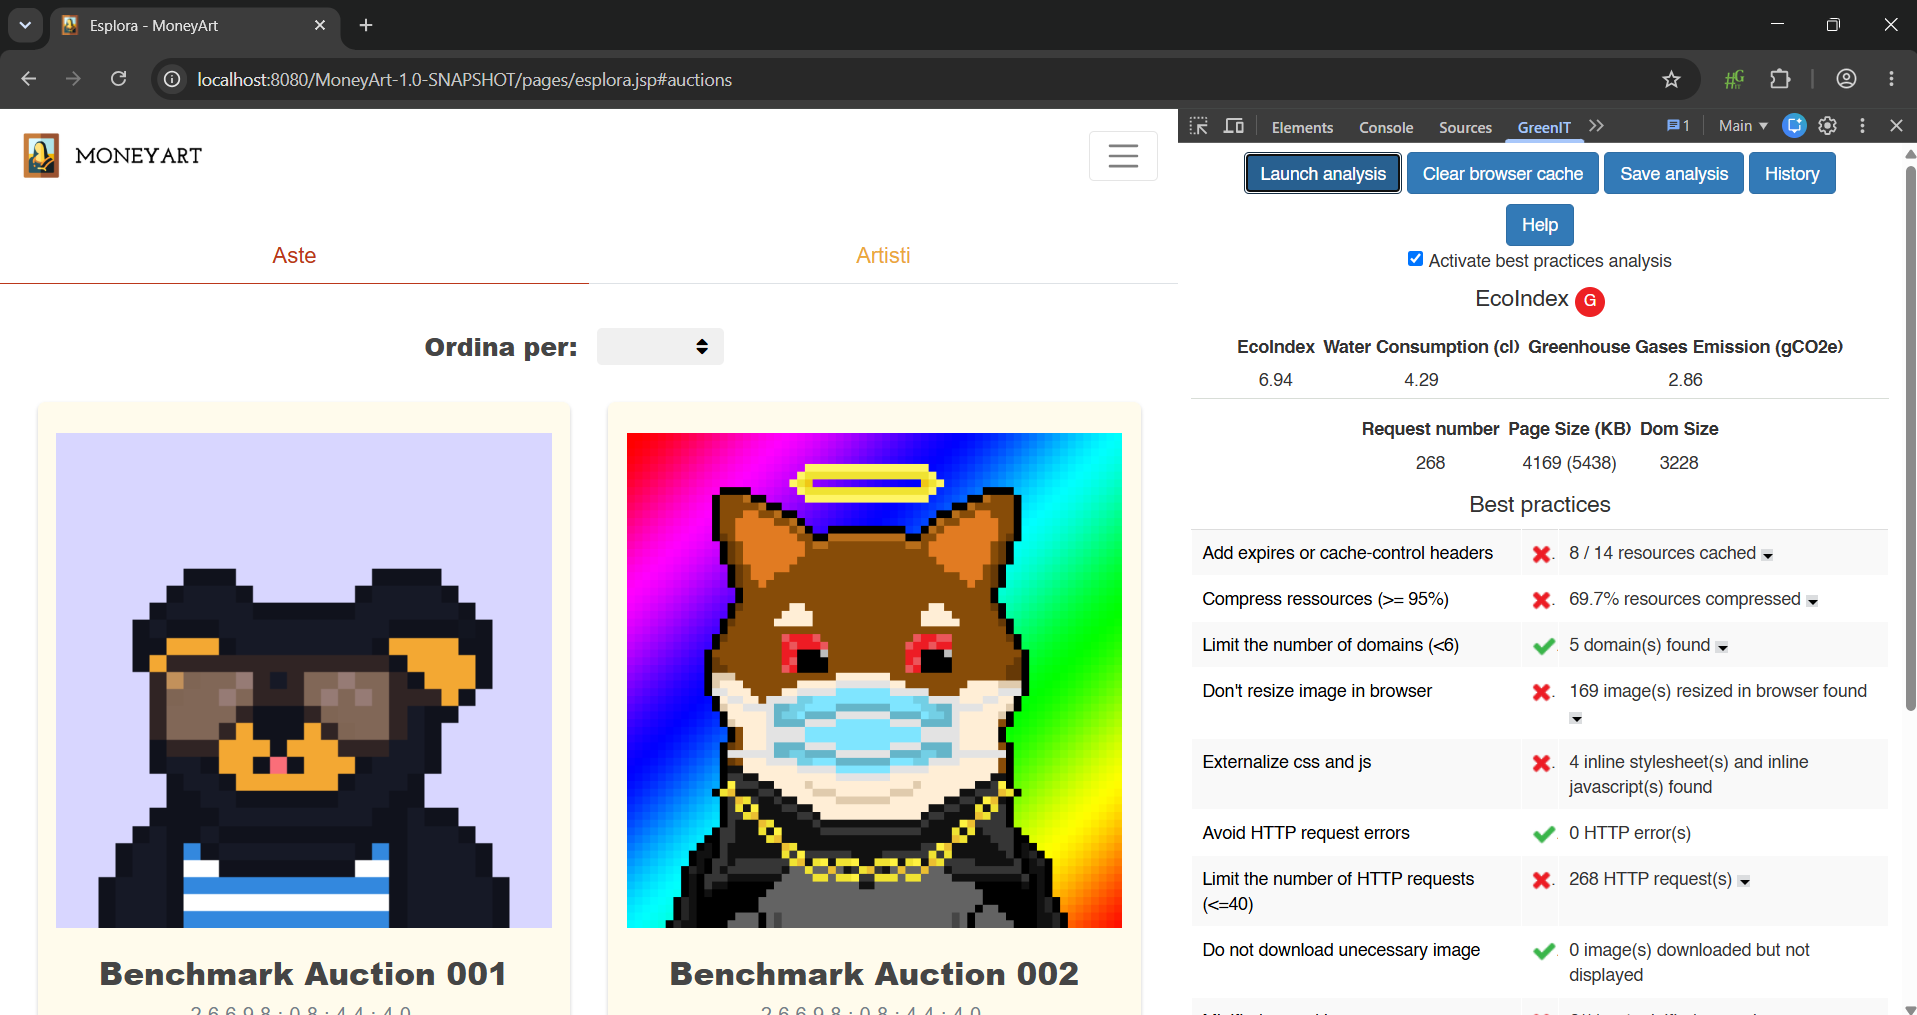 Esplora - MoneyArt
localhost:8080/MoneyArt-1.0-SNAPSHOT/pages/esplora.jsp#auctions
MONEYART
Aste
Artisti
Ordina per:
Benchmark Auction 001
Benchmark Auction 002
Elements
Console
Sources
GreenIT
1
Main
Launch analysis
Clear browser cache
Save analysis
History
Help
Activate best practices analysis
EcoIndex G
EcoIndex Water Consumption (cl) Greenhouse Gases Emission (gCO2e)
6.94 4.29 2.86
Request number Page Size (KB) Dom Size
268 4169 (5438) 3228
Best practices
Add expires or cache-control headers 8 / 14 resources cached
Compress ressources (>= 95%) 69.7% resources compressed
Limit the number of domains (<6) 5 domain(s) found
Don't resize image in browser 169 image(s) resized in browser found
Externalize css and js 4 inline stylesheet(s) and inline
javascript(s) found
Avoid HTTP request errors 0 HTTP error(s)
Limit the number of HTTP requests 268 HTTP request(s)
(<=40)
Do not download unecessary image 0 image(s) downloaded but not
displayed